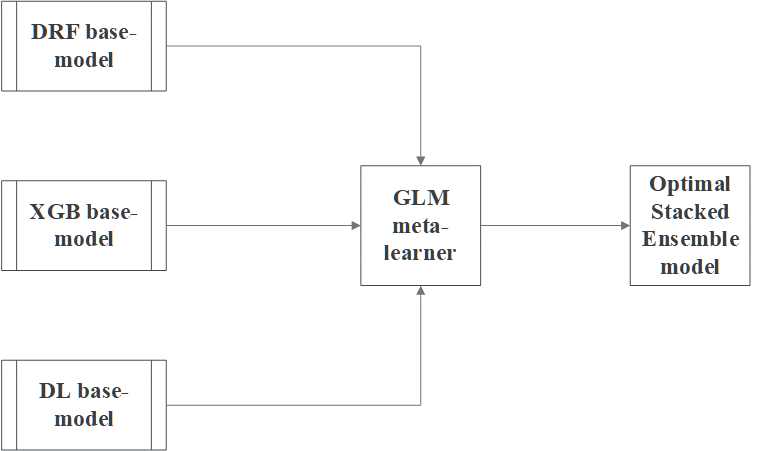 DRF base-
model
XGB base-
model
GLM
meta-
learner
Optimal
Stacked
Ensemble
model
DL base-
model